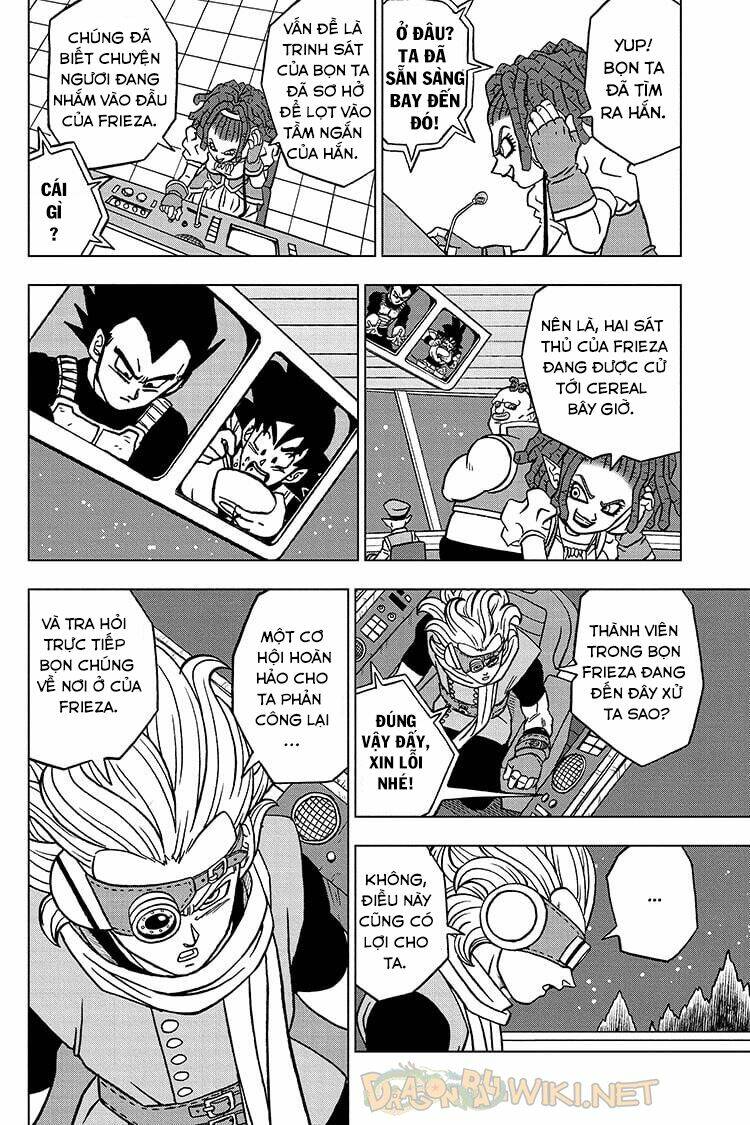 YUP!
BỌN TA
ĐÃ TÌM
RA HẮN.
Ở ĐÂU?
TA ĐÃ
SẴN SÀNG
BAY ĐẾN
ĐÓ!
VẤN ĐỀ LÀ
TRINH SÁT
CỦA BỌN TA
ĐÃ SƠ HỞ
ĐỂ LỌT VÀO
TẦM NGẮN
CỦA HẮN.
CHÚNG ĐÃ
BIẾT CHUYỆN
NGƯƠI ĐANG
NHẮM VÀO ĐẦU
CỦA FRIEZA.
CÁI
GÌ
?
NÊN LÀ, HAI SÁT
THỦ CỦA FRIEZA
ĐANG ĐƯỢC CỬ
TỚI CEREAL
BÂY GIỜ.
THÀNH VIÊN
TRONG BỌN
FRIEZA ĐANG
ĐẾN ĐÂY XỬ
TA SAO?
ĐÚNG
VẬY ĐẤY,
XIN LỖI
NHÉ!
...
KHÔNG,
ĐIỀU NÀY
CŨNG CÓ
LỢI CHO
TA.
MỘT CƠ
HỘI HOÀN
HẢO CHO
TA PHẢN
CÔNG LẠI
...
VÀ TRA HỎI
TRỰC TIẾP
BỌN CHÚNG
VỀ NƠI Ở CỦA
FRIEZA.
DRAGONBALLWIKI.NET